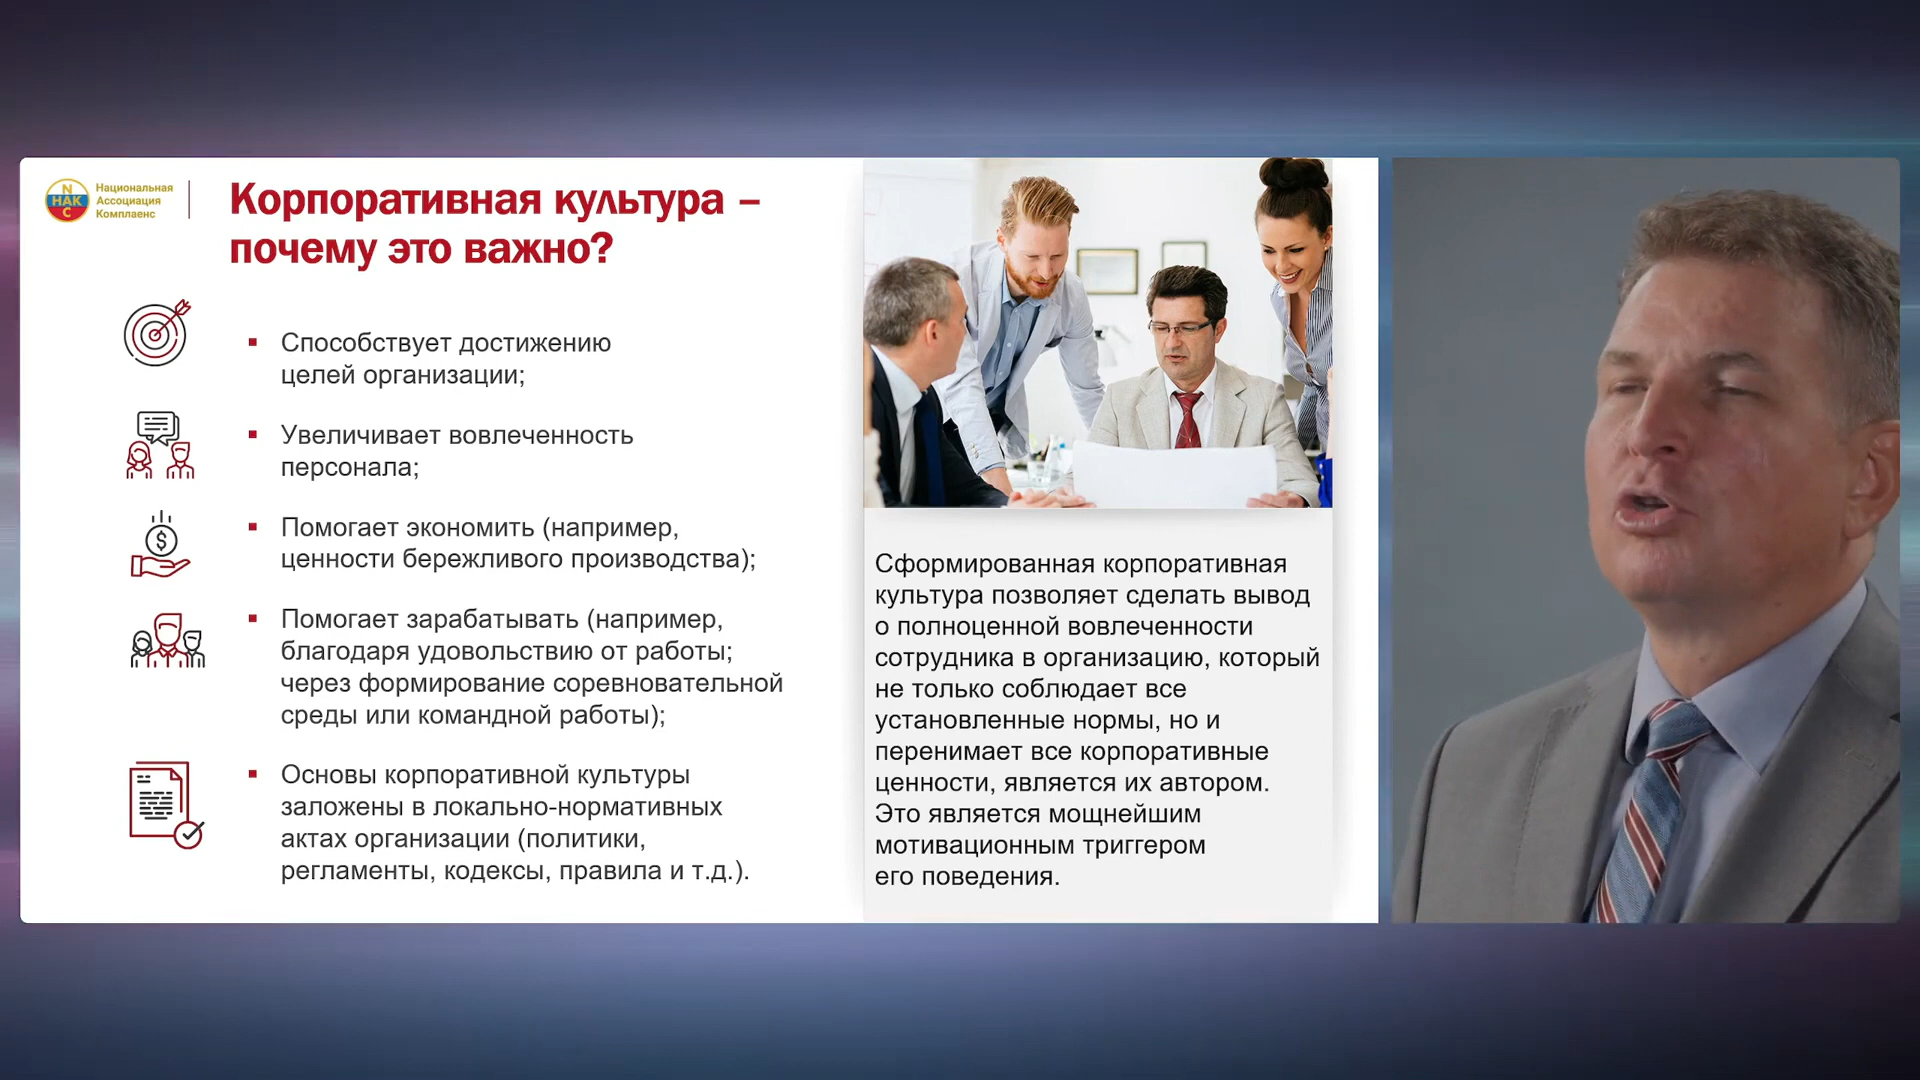 N
НАК
C
Национальная
Ассоциация
Комплаенс
Корпоративная культура –
почему это важно?
▪ Способствует достижению
целей организации;
▪ Увеличивает вовлеченность
персонала;
▪ Помогает экономить (например,
ценности бережливого производства);
▪ Помогает зарабатывать (например,
благодаря удовольствию от работы;
через формирование соревновательной
среды или командной работы);
▪ Основы корпоративной культуры
заложены в локально-нормативных
актах организации (политики,
регламенты, кодексы, правила и т.д.).
$
Сформированная корпоративная
культура позволяет сделать вывод
о полноценной вовлеченности
сотрудника в организацию, который
не только соблюдает все
установленные нормы, но и
перенимает все корпоративные
ценности, является их автором.
Это является мощнейшим
мотивационным триггером
его поведения.